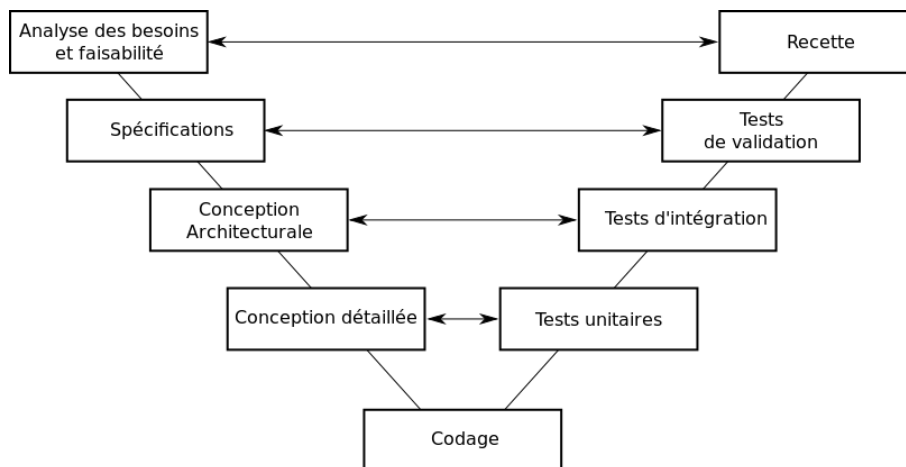 Analyse des besoins
et faisabilité
Recette
Spécifications
Tests
de validation
Conception
Architecturale
Tests d'intégration
Conception détaillée
Tests unitaires
Codage